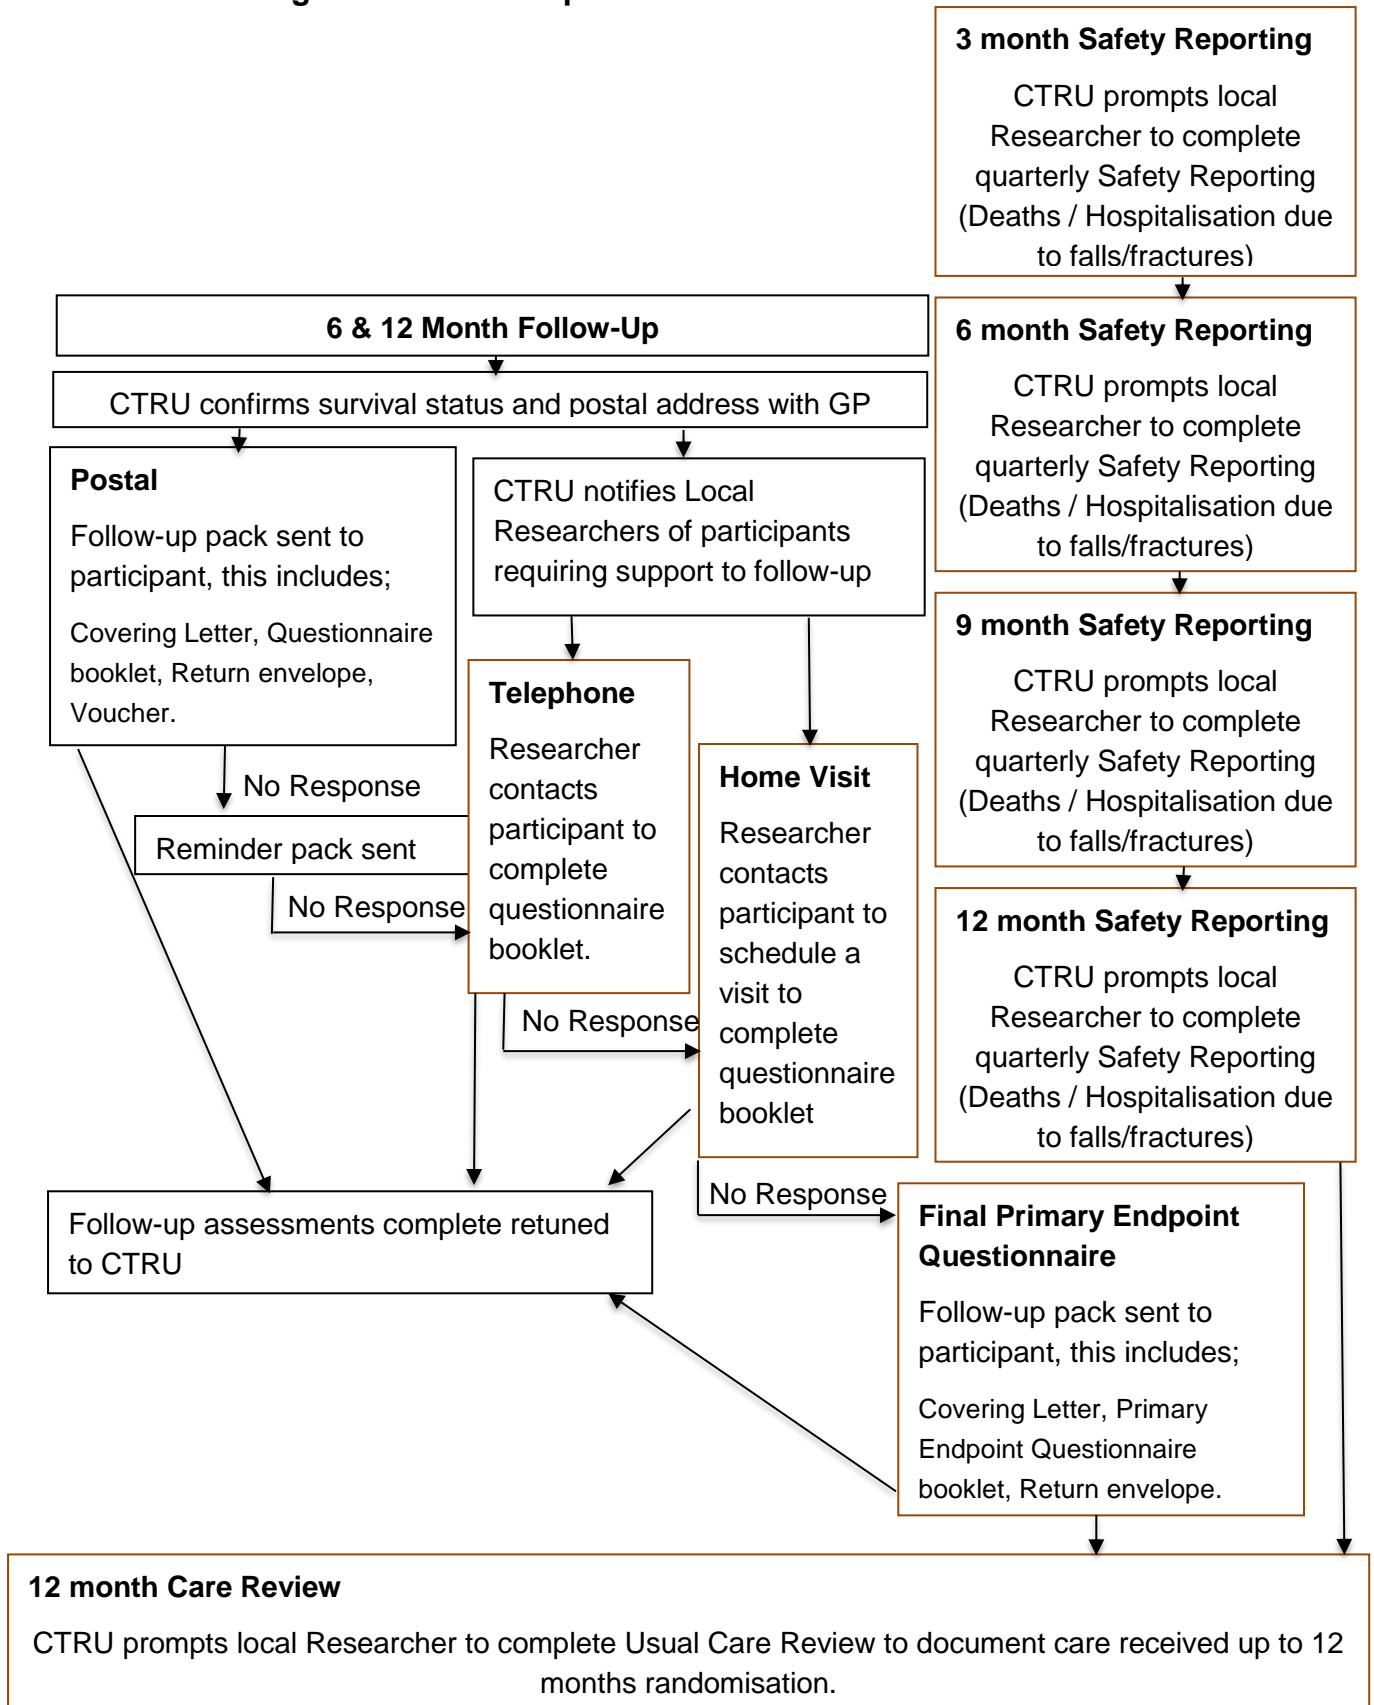 3 month Safety Reporting
CTRU prompts local
Researcher to complete
quarterly Safety Reporting
(Deaths / Hospitalisation due
to falls/fractures)
6 & 12 Month Follow-Up
CTRU confirms survival status and postal address with GP
6 month Safety Reporting
CTRU prompts local
Researcher to complete
quarterly Safety Reporting
(Deaths / Hospitalisation due
to falls/fractures)
Postal
Follow-up pack sent to
participant, this includes;
Covering Letter, Questionnaire
booklet, Return envelope,
Voucher.
CTRU notifies Local
Researchers of participants
requiring support to follow-up
9 month Safety Reporting
CTRU prompts local
Researcher to complete
quarterly Safety Reporting
(Deaths / Hospitalisation due
to falls/fractures)
No Response
Reminder pack sent
No Response
Telephone
Researcher
contacts
participant to
complete
questionnaire
booklet.
No Response
Home Visit
Researcher
contacts
participant to
schedule a
visit to
complete
questionnaire
booklet
12 month Safety Reporting
CTRU prompts local
Researcher to complete
quarterly Safety Reporting
(Deaths / Hospitalisation due
to falls/fractures)
No Response
Follow-up assessments complete retuned
to CTRU
Final Primary Endpoint
Questionnaire
Follow-up pack sent to
participant, this includes;
Covering Letter, Primary
Endpoint Questionnaire
booklet, Return envelope.
12 month Care Review
CTRU prompts local Researcher to complete Usual Care Review to document care received up to 12
months randomisation.